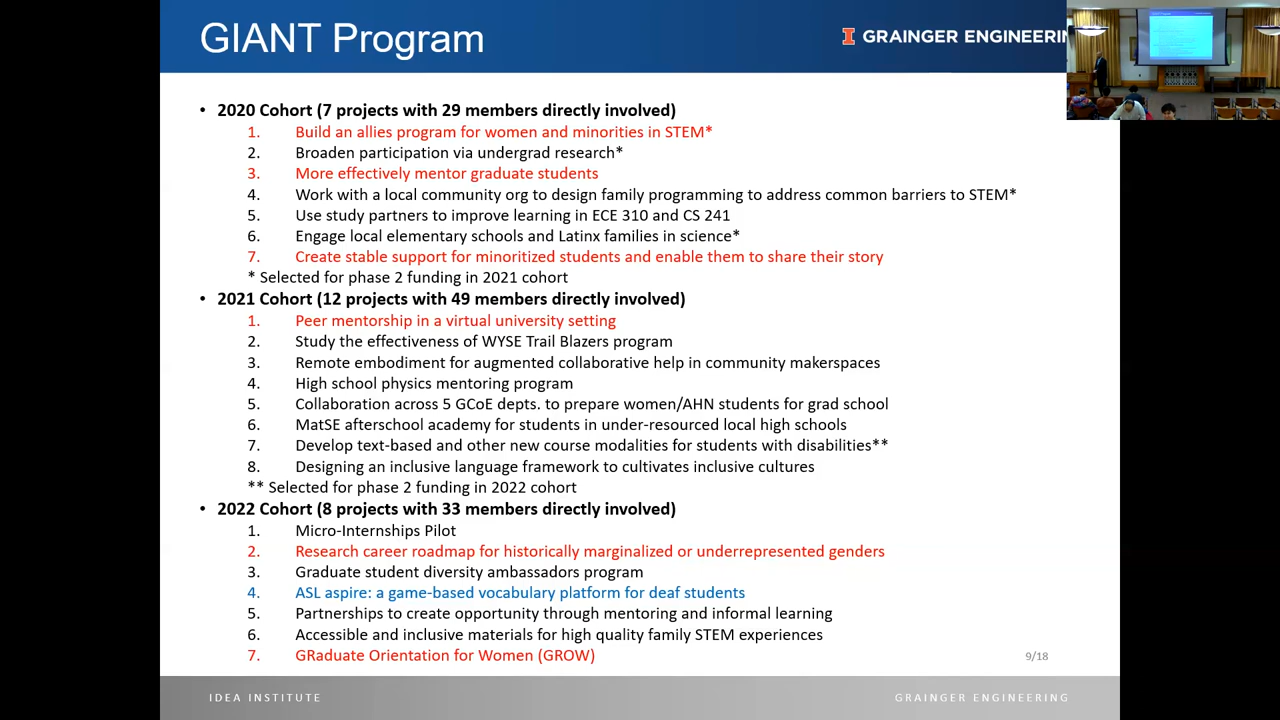 GIANT Program
GRAINGER ENGINEERIN
• 2020 Cohort (7 projects with 29 members directly involved)
1. Build an allies program for women and minorities in STEM*
2. Broaden participation via undergrad research*
3. More effectively mentor graduate students
4. Work with a local community org to design family programming to address common barriers to STEM*
5. Use study partners to improve learning in ECE 310 and CS 241
6. Engage local elementary schools and Latinx families in science*
7. Create stable support for minoritized students and enable them to share their story
* Selected for phase 2 funding in 2021 cohort
• 2021 Cohort (12 projects with 49 members directly involved)
1. Peer mentorship in a virtual university setting
2. Study the effectiveness of WYSE Trail Blazers program
3. Remote embodiment for augmented collaborative help in community makerspaces
4. High school physics mentoring program
5. Collaboration across 5 GCoE depts. to prepare women/AHN students for grad school
6. MatSE afterschool academy for students in under-resourced local high schools
7. Develop text-based and other new course modalities for students with disabilities**
8. Designing an inclusive language framework to cultivates inclusive cultures
** Selected for phase 2 funding in 2022 cohort
• 2022 Cohort (8 projects with 33 members directly involved)
1. Micro-Internships Pilot
2. Research career roadmap for historically marginalized or underrepresented genders
3. Graduate student diversity ambassadors program
4. ASL aspire: a game-based vocabulary platform for deaf students
5. Partnerships to create opportunity through mentoring and informal learning
6. Accessible and inclusive materials for high quality family STEM experiences
7. GRaduate Orientation for Women (GROW)
9/18
IDEA INSTITUTE
GRAINGER ENGINEERING